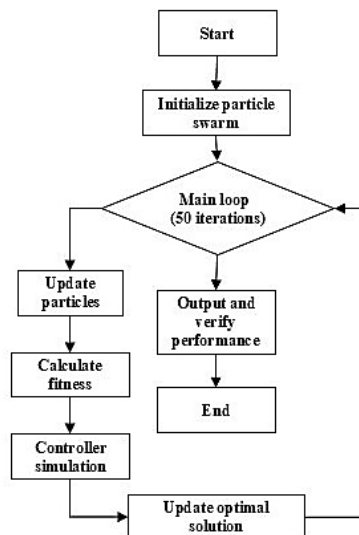 Start
Initialize particle
swarm
Main loop
(50 iterations)
Update
particles
Calculate
fitness
Controller
simulation
Output and
verify
performance
End
Update optimal
solution